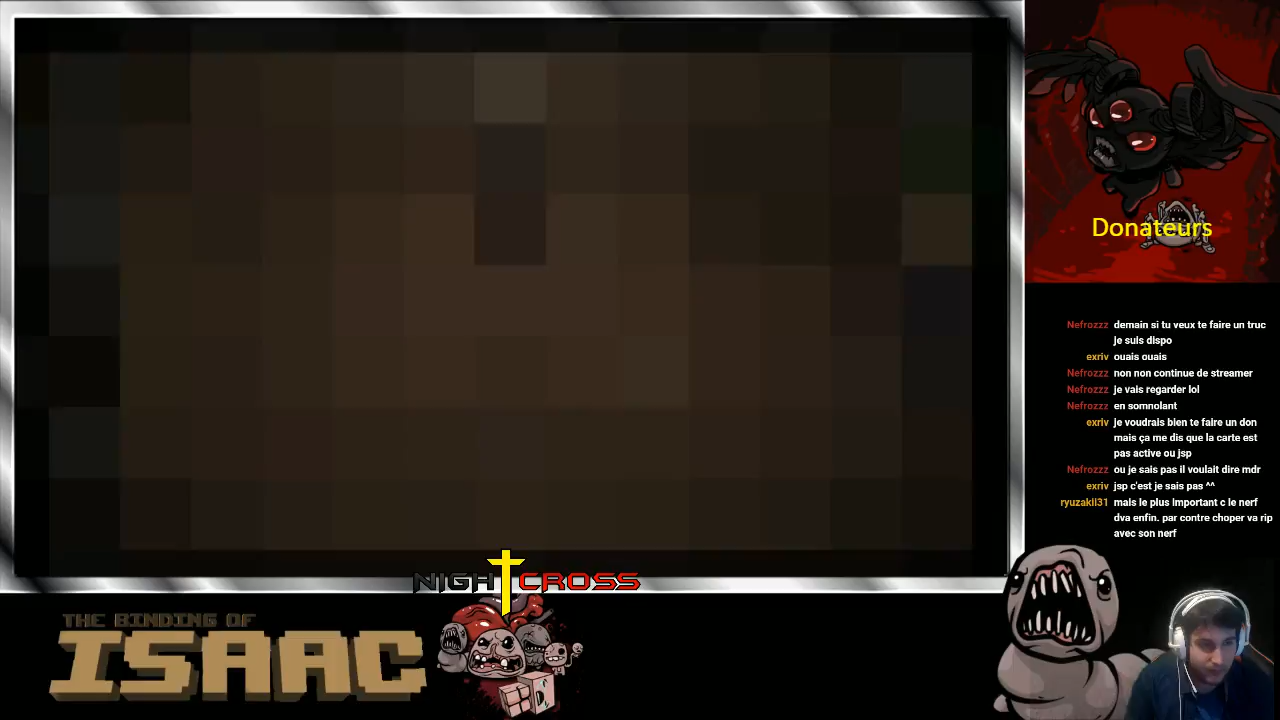 Donateurs
Nefrozzz demain si tu veux te faire un truc
je suis dispo
exriv ouais ouais
Nefrozzz non non continue de streamer
Nefrozzz je vais regarder lol
Nefrozzz en somnolant
exriv je voudrais bien te faire un don
mais ça me dis que la carte est
pas active ou jsp
Nefrozzz ou je sais pas il voulait dire mdr
exriv jsp c'est je sais pas ^^
ryuzakii31 mais le plus important c le nerf
dva enfin. par contre choper va rip
avec son nerf
NIGHTCROSS
THE BINDING OF
ISAAC